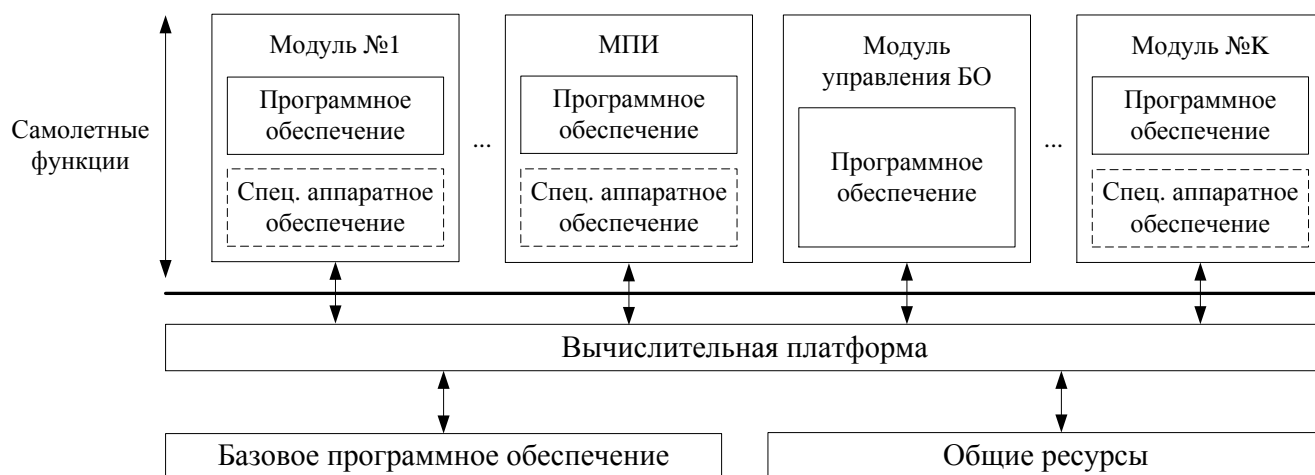 Самолетные
функции
Модуль №1
Программное
обеспечение
Спец. аппаратное
обеспечение
...
МПИ
Программное
обеспечение
Спец. аппаратное
обеспечение
Модуль
управления БО
Программное
обеспечение
...
Модуль №К
Программное
обеспечение
Спец. аппаратное
обеспечение
Вычислительная платформа
Базовое программное обеспечение
Общие ресурсы